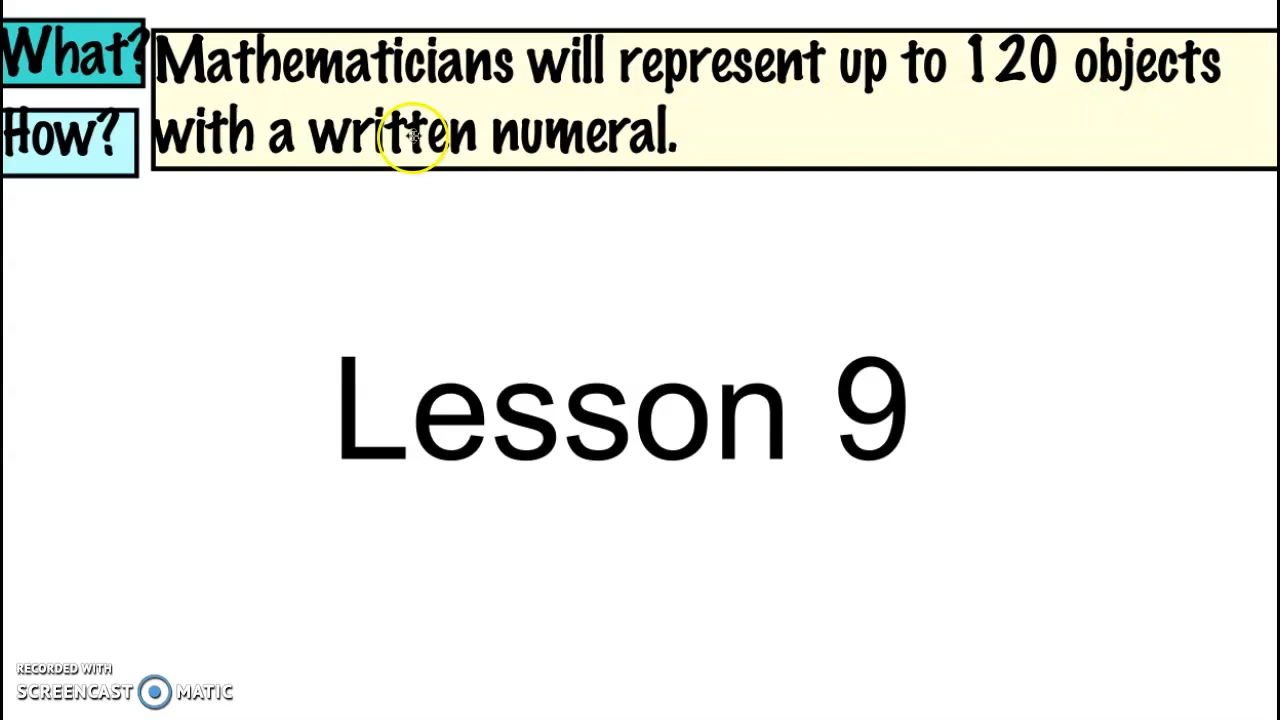 What?
Mathematicians will represent up to 120 objects
How?
with a written numeral.
Lesson 9
RECORDED WITH
SCREENCAST MATIC